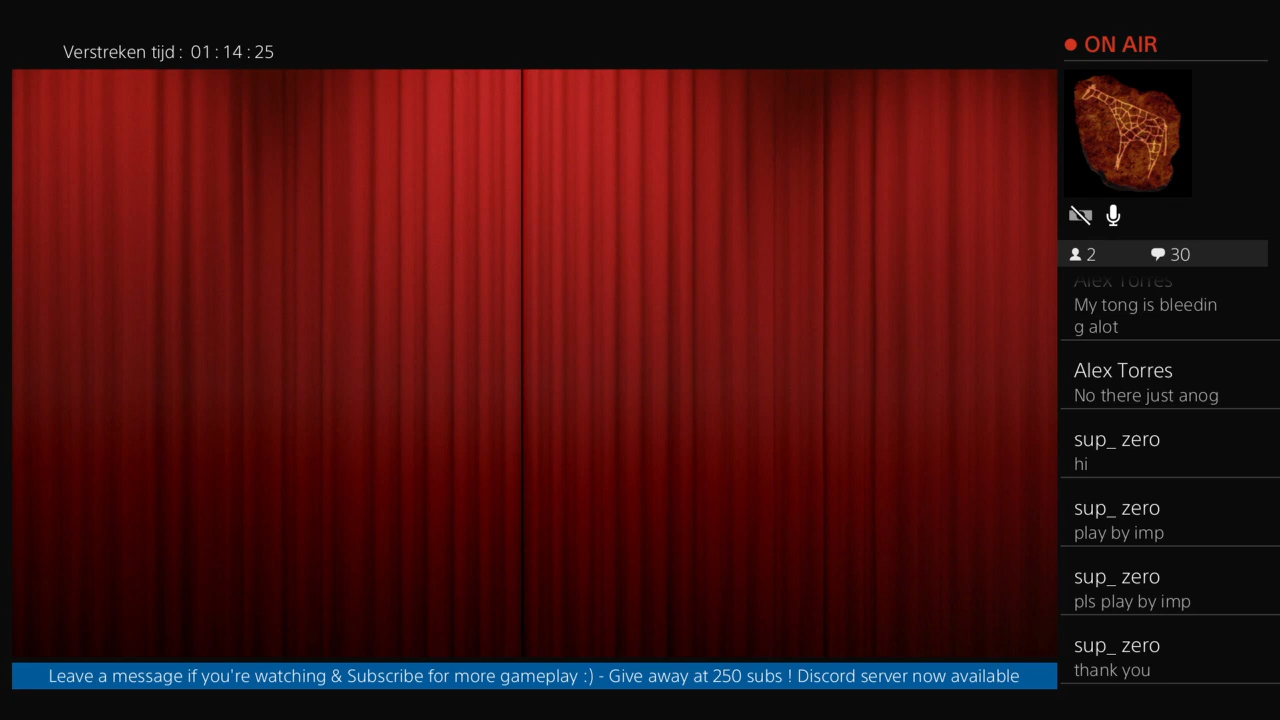 Verstreken tijd : 01 : 14 : 25
ON AIR
2 30
Alex Torres
My tong is bleedin
g alot
Alex Torres
No there just anog
sup_ zero
hi
sup_ zero
play by imp
sup_ zero
pls play by imp
sup_ zero
thank you
Leave a message if you're watching & Subscribe for more gameplay :) - Give away at 250 subs ! Discord server now available